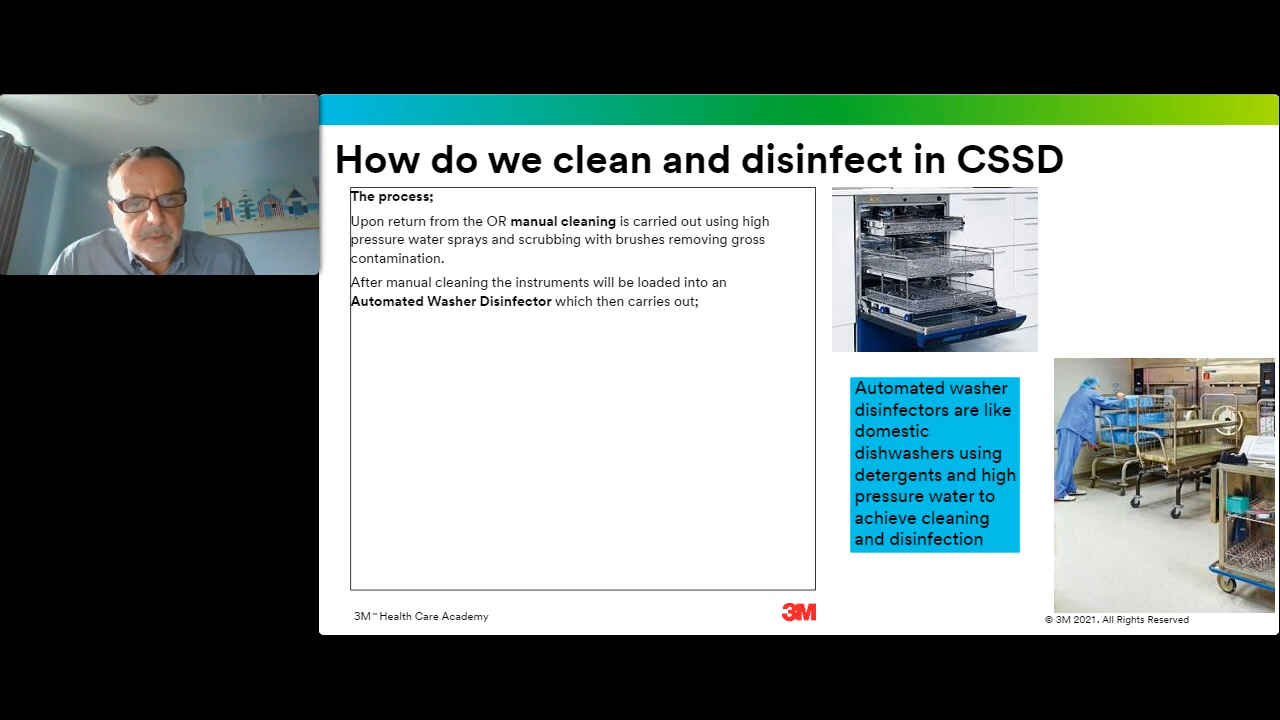 How do we clean and disinfect in CSSD
The process;
Upon return from the OR manual cleaning is carried out using high
pressure water sprays and scrubbing with brushes removing gross
contamination.
After manual cleaning the instruments will be loaded into an
Automated Washer Disinfector which then carries out;
Automated washer
disinfectors are like
domestic
dishwashers using
detergents and high
pressure water to
achieve cleaning
and disinfection
3M™ Health Care Academy
3M
© 3M 2021. All Rights Reserved